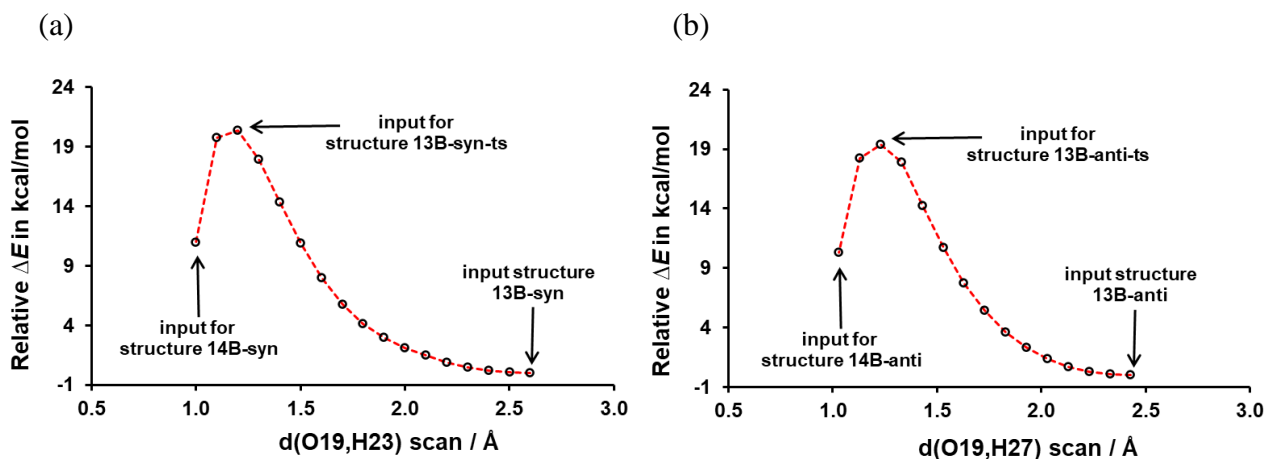 (a)
Relative ΔE in kcal/mol
24
19
14
9
4
-1
input for
structure 13B-syn-ts
input structure
13B-syn
input for
structure 14B-syn
0.5 1.0 1.5 2.0 2.5 3.0
d(O19,H23) scan / Å
(b)
Relative ΔE in kcal/mol
24
19
14
9
4
-1
input for
structure 13B-anti-ts
input structure
13B-anti
input for
structure 14B-anti
0.5 1.0 1.5 2.0 2.5 3.0
d(O19,H27) scan / Å